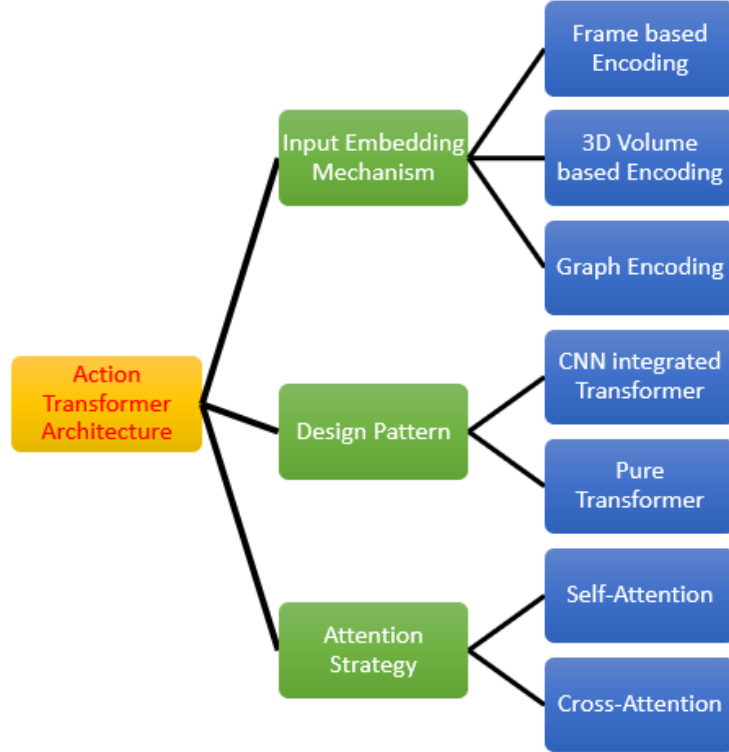 Action
Transformer
Architecture
Input Embedding
Mechanism
Frame based
Encoding
3D Volume
based Encoding
Graph Encoding
Design Pattern
CNN integrated
Transformer
Pure
Transformer
Attention
Strategy
Self-Attention
Cross-Attention